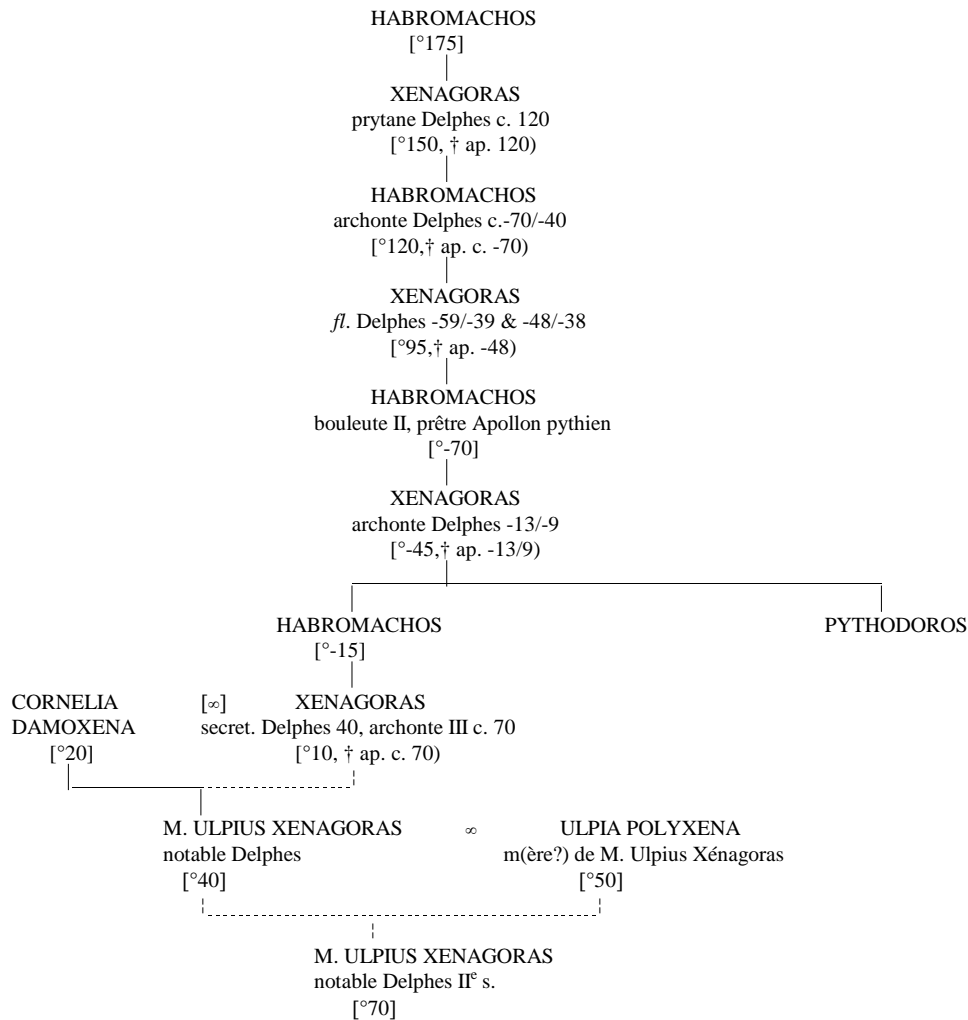 HABROMACHOS
[°175]
XENAGORAS
prytane Delphes c. 120
[°150, † ap. 120)
HABROMACHOS
archonte Delphes c.-70/-40
[°120,† ap. c. -70)
XENAGORAS
fl. Delphes -59/-39 & -48/-38
[°95,† ap. -48)
HABROMACHOS
bouleute II, prêtre Apollon pythien
[°-70]
XENAGORAS
archonte Delphes -13/-9
[°-45,† ap. -13/9)
HABROMACHOS PYTHODOROS
[°-15]
CORNELIA [∞] XENAGORAS
DAMOXENA secret. Delphes 40, archonte III c. 70
[°20] [°10, † ap. c. 70)
M. ULPIUS XENAGORAS ∞ ULPIA POLYXENA
notable Delphes m(ère?) de M. Ulpius Xénagoras
[°40] [°50]
M. ULPIUS XENAGORAS
notable Delphes IIe s.
[°70]